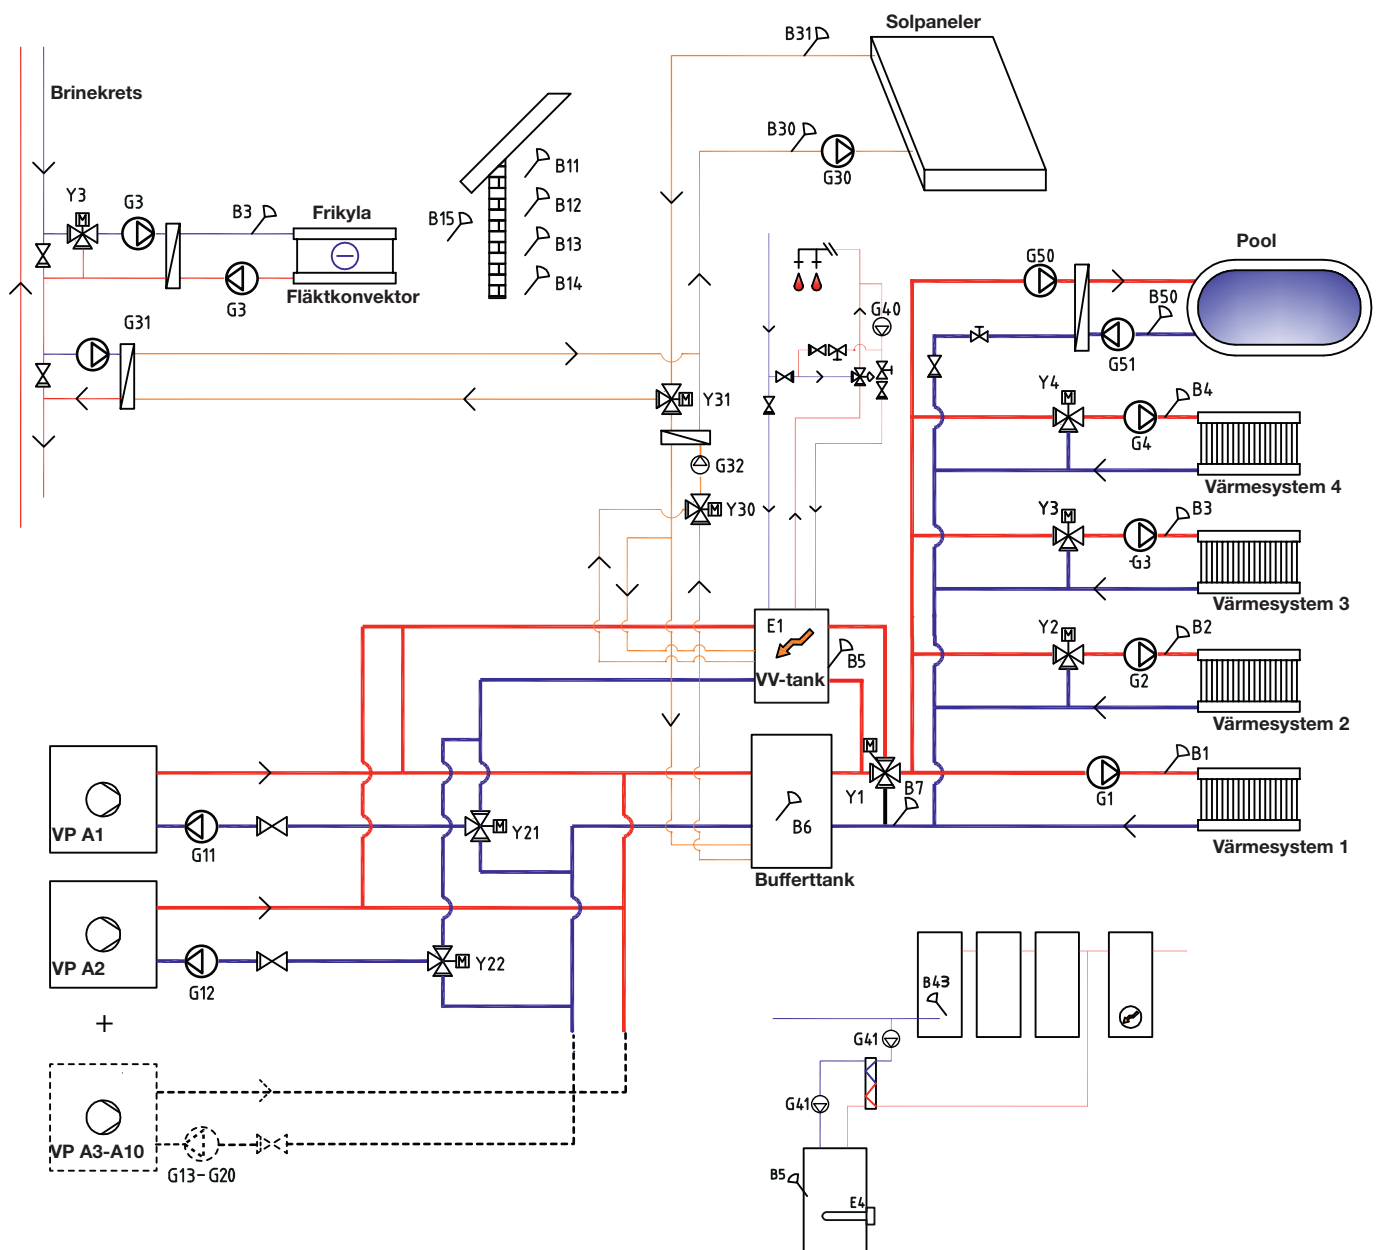 Solpaneler
B31
Brinekrets
B30
G30
B11
Y3
G3
B3
Frikyla
B15
B12
B13
B14
Fläktkonvektor
G3
Pool
G50
B50
G51
G31
G40
Y31
Y4
B4
G4
Värmesystem 4
G32
Y30
Y3
B3
G3
Värmesystem 3
E1
B5
VV-tank
Y2
B2
G2
Värmesystem 2
M
VP A1
G11
Y21
B6
Y1
B7
G1
B1
Värmesystem 1
Bufferttank
VP A2
G12
Y22
+
B43
G41
G41
VP A3-A10
G13-G20
B5
E4